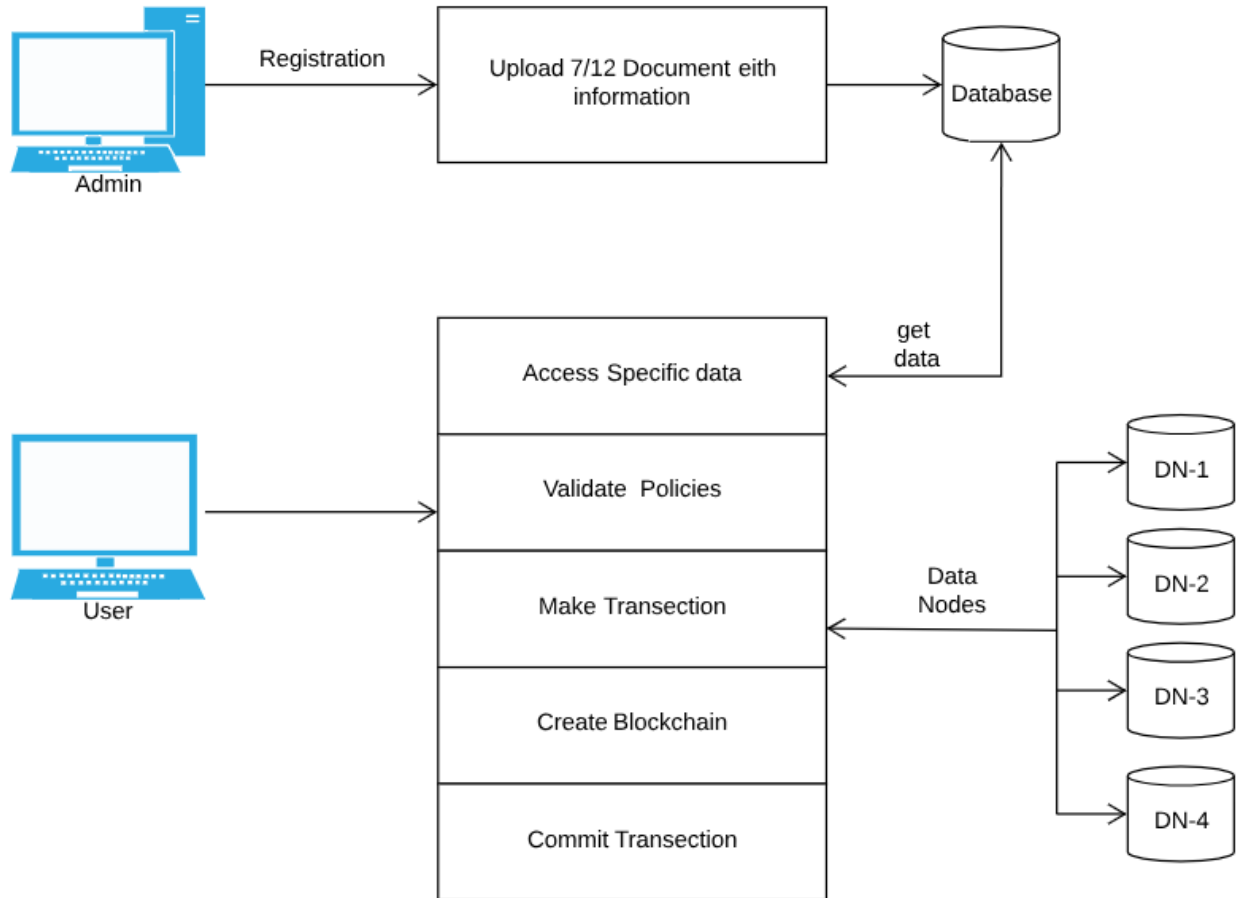 Registration
Upload 7/12 Document eith
information
Database
Admin
get
data
Access Specific data
DN-1
Validate Policies
DN-2
Data
Nodes
Make Transection
User
DN-3
Create Blockchain
DN-4
Commit Transection